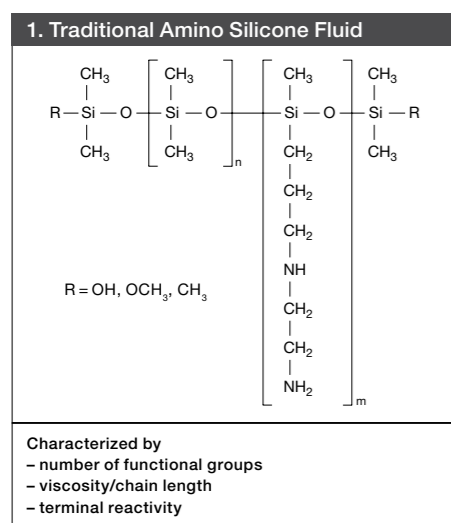 1. Traditional Amino Silicone Fluid
CH₃ CH₃ CH₃ CH₃
R—Si—O—Si—O—Si—O—Si—R
CH₃ CH₃ CH₂ CH₃
n
CH₂
CH₂
NH
R = OH, OCH₃, CH₃
CH₂
CH₂
NH₂
m
Characterized by
– number of functional groups
– viscosity/chain length
– terminal reactivity